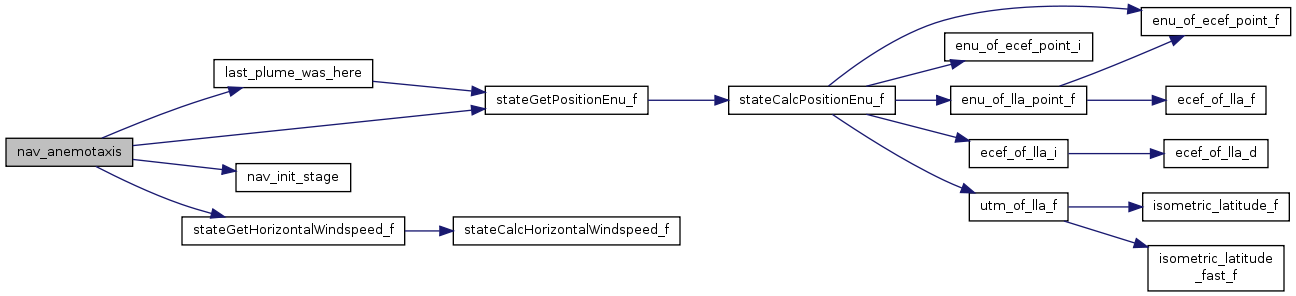 nav_anemotaxis
last_plume_was_here
nav_init_stage
stateGetHorizontalWindspeed_f
stateGetPositionEnu_f
stateCalcHorizontalWindspeed_f
stateCalcPositionEnu_f
enu_of_ecef_point_i
enu_of_lla_point_f
ecef_of_lla_i
utm_of_lla_f
enu_of_ecef_point_f
ecef_of_lla_f
ecef_of_lla_d
isometric_latitude_f
isometric_latitude
_fast_f